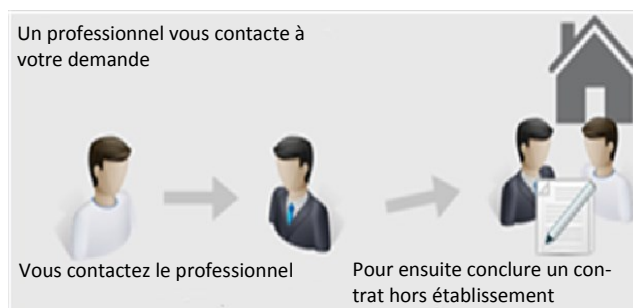 Un professionnel vous contacte à
votre demande
Vous contactez le professionnel
Pour ensuite conclure un con-
trat hors établissement